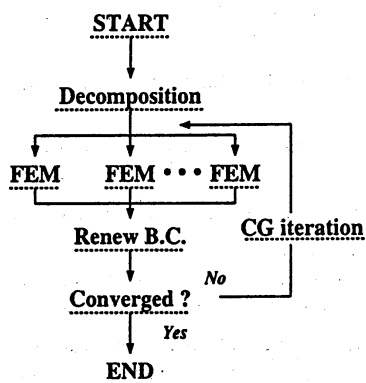 START
Decomposition
FEM FEM • • • FEM
Renew B.C.
CG iteration
No
Converged ?
Yes
END